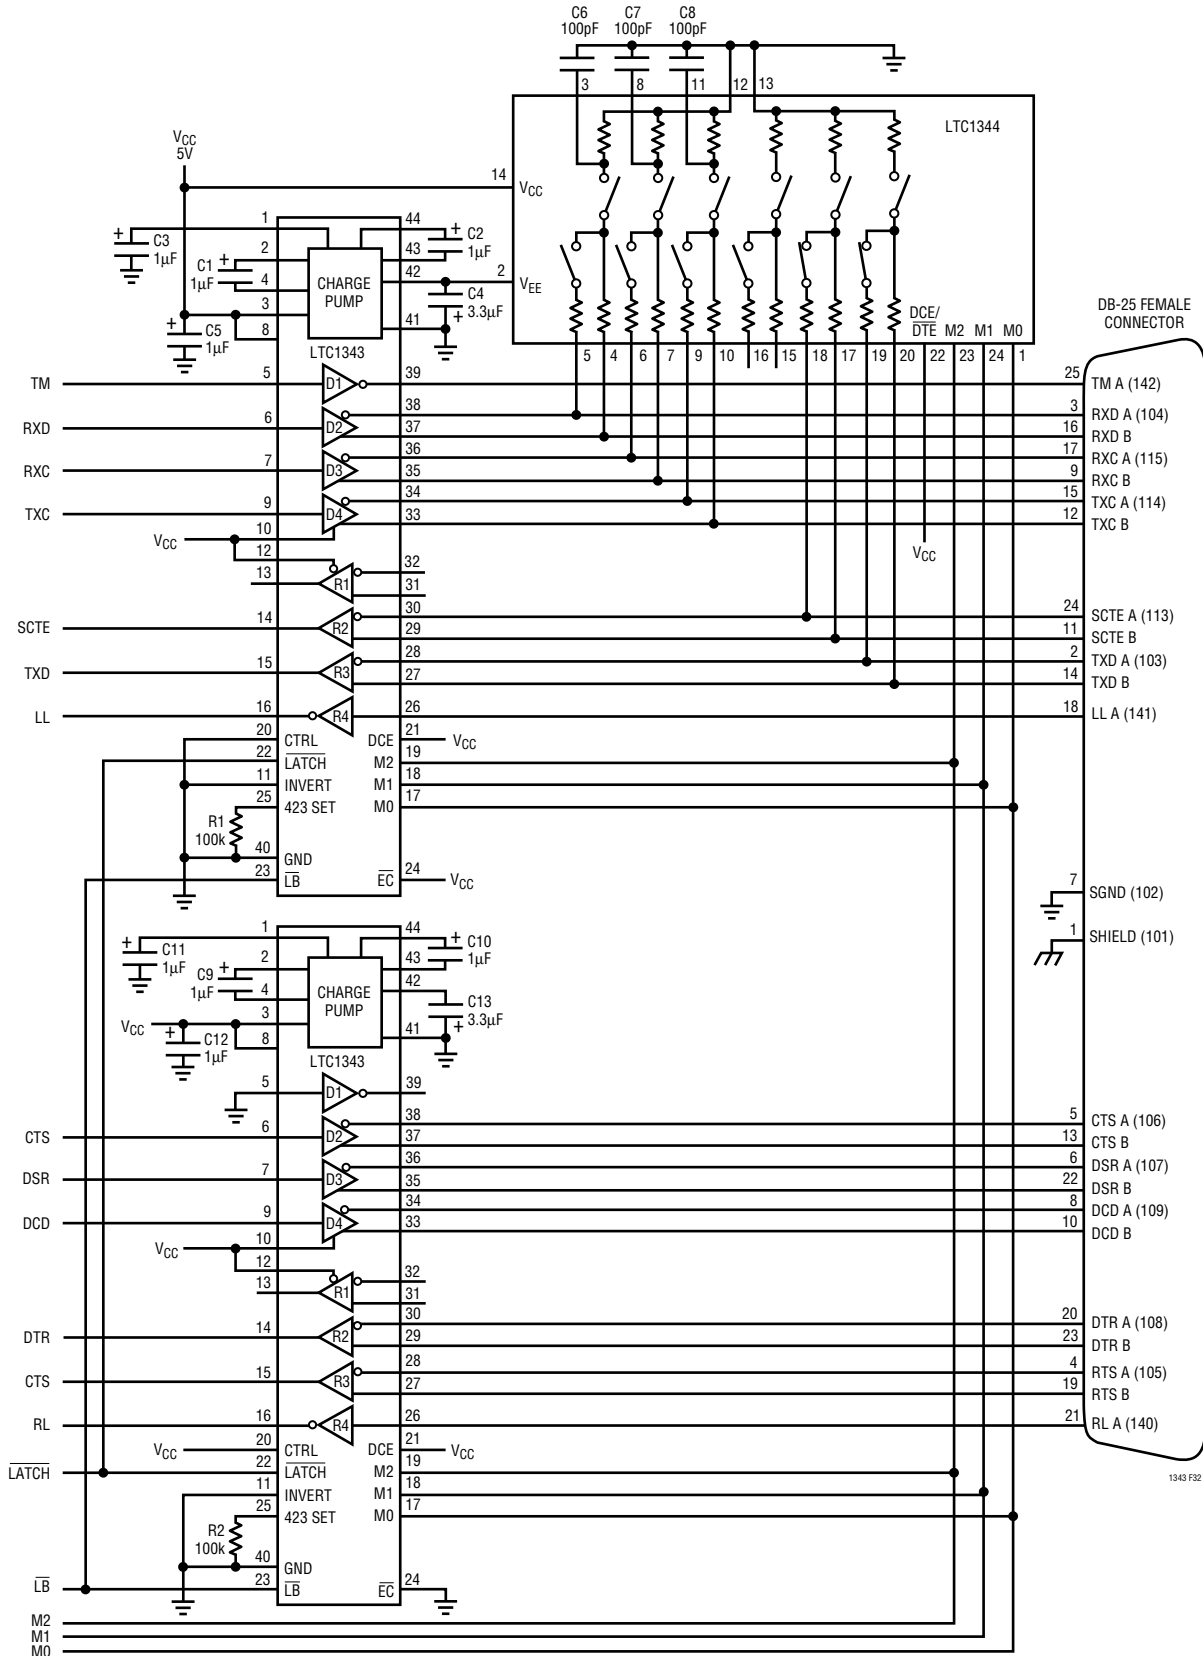 C6
100pF
C7
100pF
C8
100pF
3
8
11
12
13
LTC1344
VCC
5V
14
VCC
1
44
C3
1µF
2
43
C2
1µF
C1
1µF
4
42
2
VEE
CHARGE
PUMP
C4
3.3µF
3
C5
1µF
8
41
LTC1343
DCE/
DTE
M2
M1
M0
5
4
6
7
9
10
16
15
18
17
19
20
22
23
24
1
DB-25 FEMALE
CONNECTOR
TM
5
D1
39
25
TM A (142)
RXD
6
D2
38
3
RXD A (104)
37
16
RXD B
RXC
7
D3
36
17
RXC A (115)
35
9
RXC B
TXC
9
D4
34
15
TXC A (114)
33
12
TXC B
VCC
10
VCC
12
13
R1
32
31
SCTE
14
R2
30
24
SCTE A (113)
29
11
SCTE B
TXD
15
R3
28
2
TXD A (103)
27
14
TXD B
LL
16
R4
26
18
LL A (141)
20
CTRL
DCE
21
VCC
22
LATCH
M2
19
11
INVERT
M1
18
25
423 SET
M0
17
R1
100k
40
GND
23
LB
EC
24
VCC
7
SGND (102)
1
SHIELD (101)
1
44
C11
1µF
2
43
C10
1µF
C9
1µF
4
42
CHARGE
PUMP
C13
3.3µF
VCC
3
C12
1µF
8
41
LTC1343
5
D1
39
CTS
6
D2
38
5
CTS A (106)
37
13
CTS B
DSR
7
D3
36
6
DSR A (107)
35
22
DSR B
DCD
9
D4
34
8
DCD A (109)
33
10
DCD B
VCC
10
12
13
R1
32
31
DTR
14
R2
30
20
DTR A (108)
29
23
DTR B
CTS
15
R3
28
4
RTS A (105)
27
19
RTS B
RL
16
R4
26
21
RL A (140)
VCC
20
CTRL
DCE
21
VCC
LATCH
22
LATCH
M2
19
11
INVERT
M1
18
25
423 SET
M0
17
R2
100k
40
GND
LB
23
LB
EC
24
M2
M1
M0
1343 F32